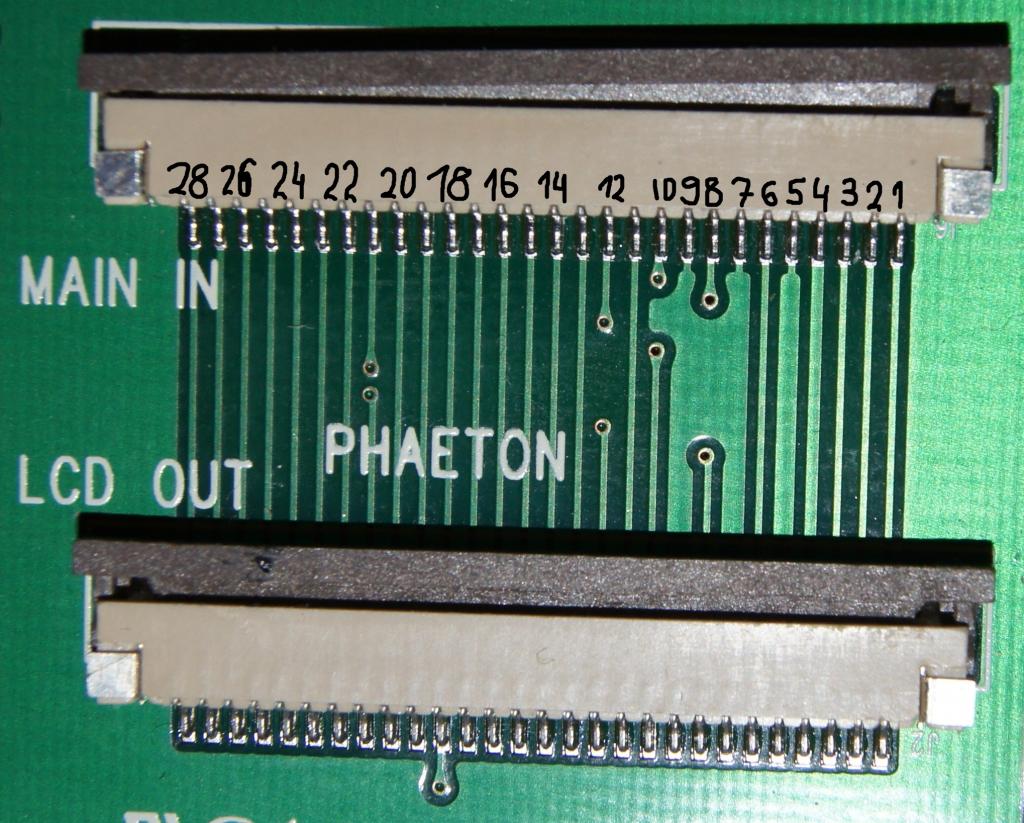 28 26 24 22 20 18 16 14 12 10 9 8 7 6 5 4 3 2 1
MAIN IN
PHAETON
LCD OUT
J2